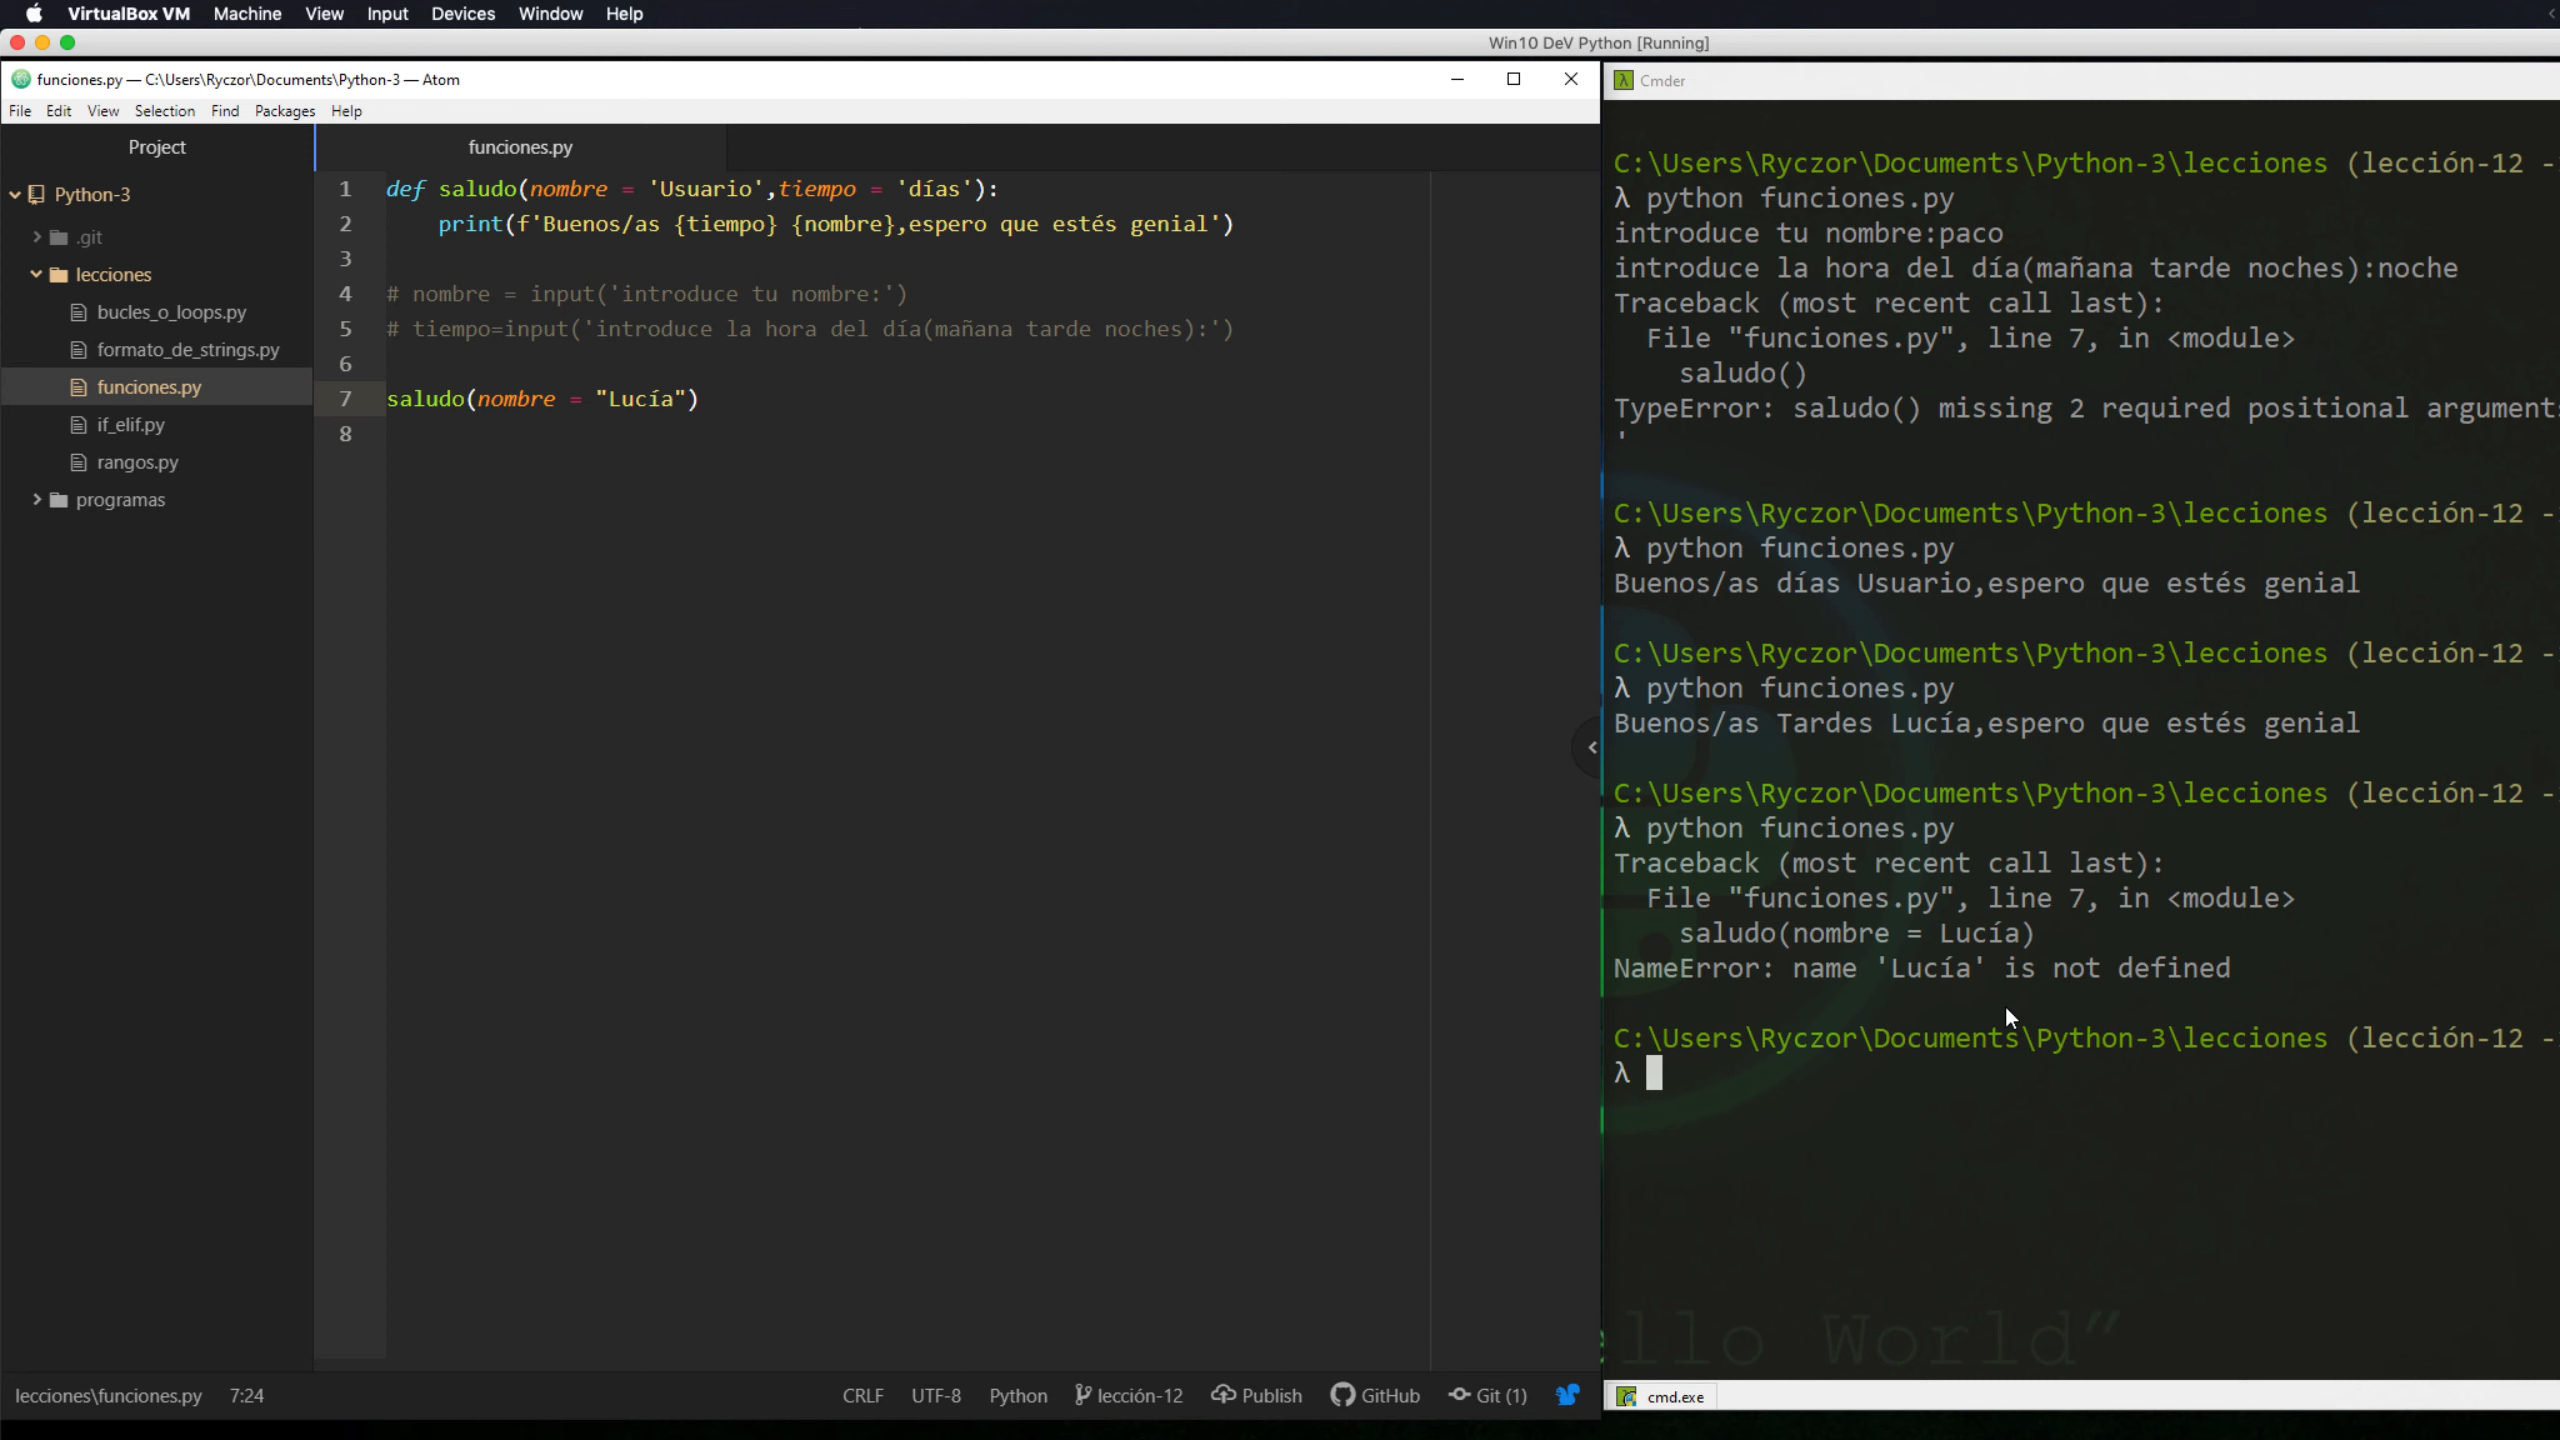 VirtualBox VM Machine View Input Devices Window Help
Win10 DeV Python [Running]
funciones.py — C:\Users\Ryczor\Documents\Python-3 — Atom
File Edit View Selection Find Packages Help
Project
Python-3
.git
lecciones
bucles_o_loops.py
formato_de_strings.py
funciones.py
if_elif.py
rangos.py
programas
funciones.py
1 def saludo(nombre = 'Usuario',tiempo = 'días'):
2 print(f'Buenos/as {tiempo} {nombre},espero que estés genial')
3
4 # nombre = input('introduce tu nombre:')
5 # tiempo=input('introduce la hora del día(mañana tarde noches):')
6
7 saludo(nombre = "Lucía")
8
lecciones\funciones.py 7:24 CRLF UTF-8 Python lección-12 Publish GitHub Git (1)
Cmder
C:\Users\Ryczor\Documents\Python-3\lecciones (lección-12 -
λ python funciones.py
introduce tu nombre:paco
introduce la hora del día(mañana tarde noches):noche
Traceback (most recent call last):
File "funciones.py", line 7, in <module>
saludo()
TypeError: saludo() missing 2 required positional arguments
'
C:\Users\Ryczor\Documents\Python-3\lecciones (lección-12 -
λ python funciones.py
Buenos/as días Usuario,espero que estés genial
C:\Users\Ryczor\Documents\Python-3\lecciones (lección-12 -
λ python funciones.py
Buenos/as Tardes Lucía,espero que estés genial
C:\Users\Ryczor\Documents\Python-3\lecciones (lección-12 -
λ python funciones.py
Traceback (most recent call last):
File "funciones.py", line 7, in <module>
saludo(nombre = Lucía)
NameError: name 'Lucía' is not defined
C:\Users\Ryczor\Documents\Python-3\lecciones (lección-12 -
λ
ello World"
cmd.exe